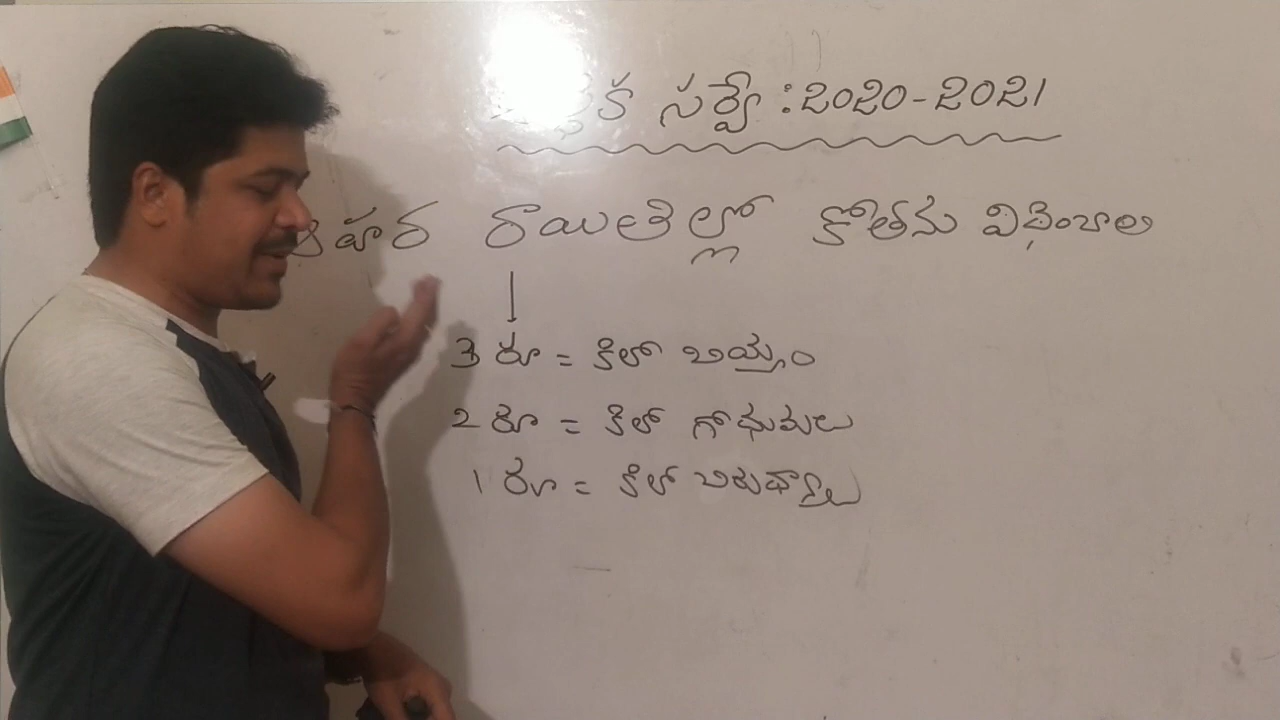 సర్వే : 2020-2021
రాయితీల్లో కోతను విధించాలి
3 రూ = కిలో బియ్యం
2 రూ = కిలో గోధుమలు
1 రూ = కిలో